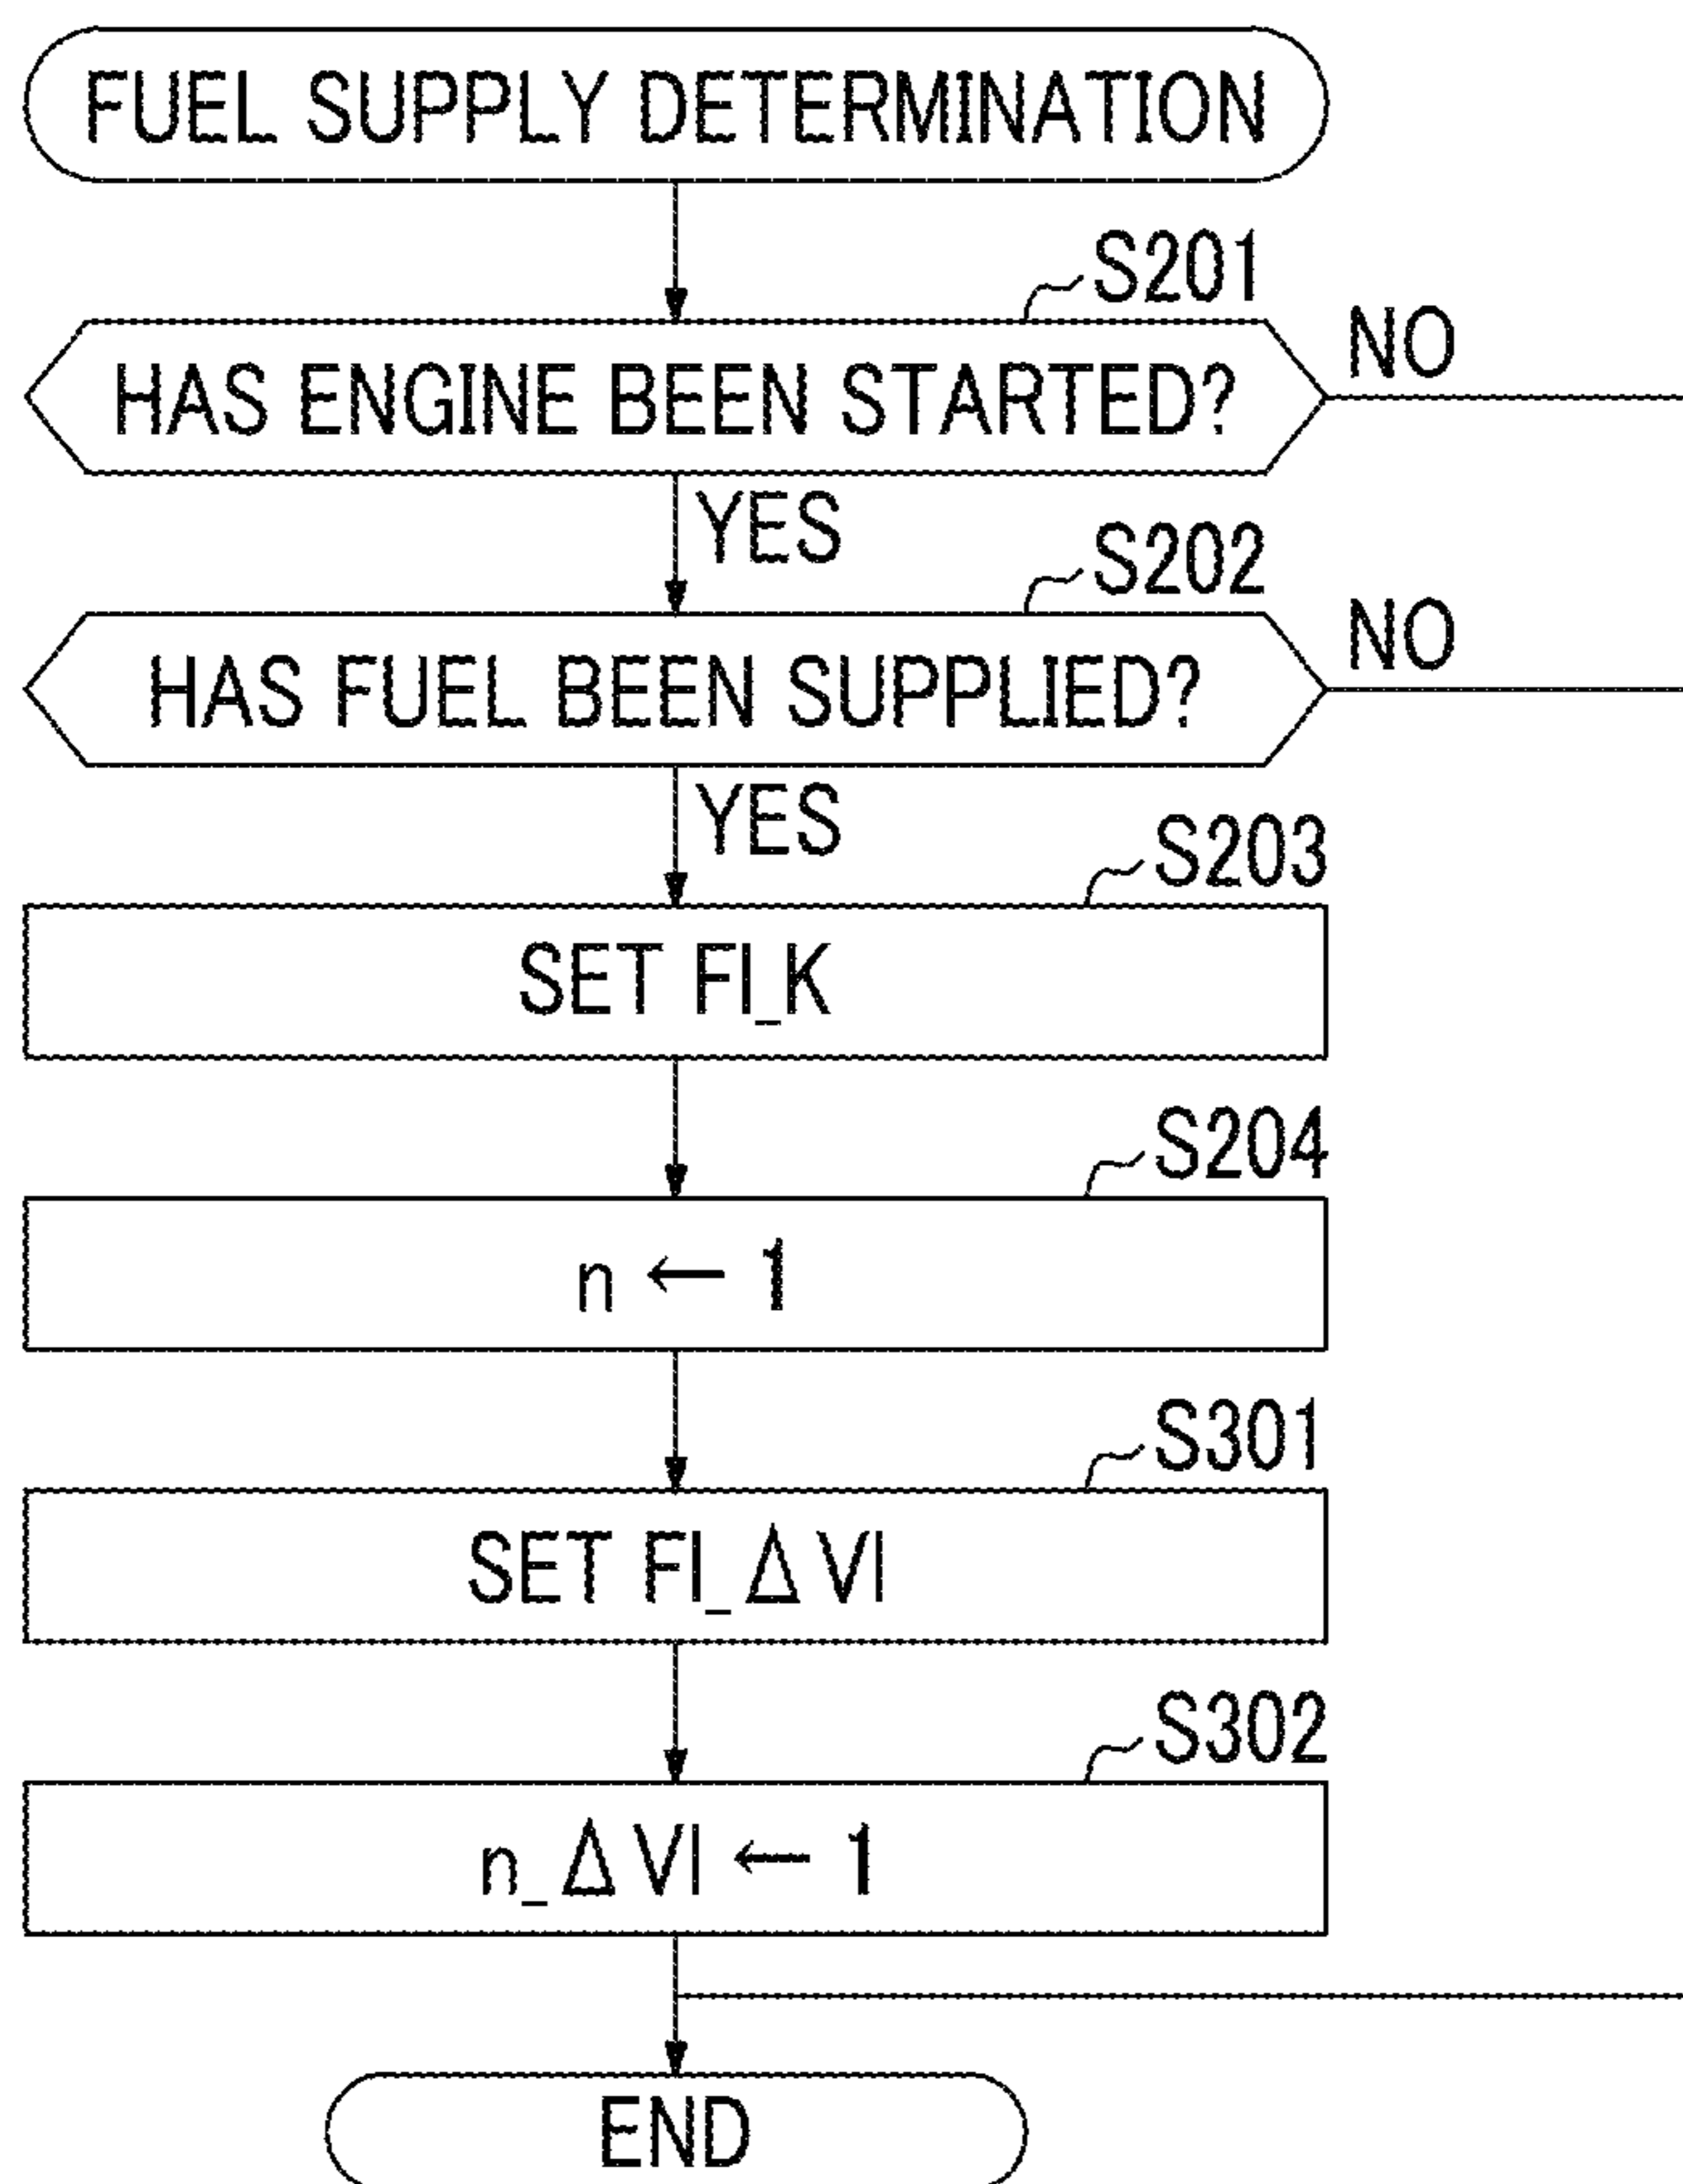 FUEL SUPPLY DETERMINATION
S201
HAS ENGINE BEEN STARTED?
NO
YES
S202
HAS FUEL BEEN SUPPLIED?
NO
YES
S203
SET FI_K
S204
n ← 1
S301
SET FI_ΔVI
S302
n_ΔVI ← 1
END